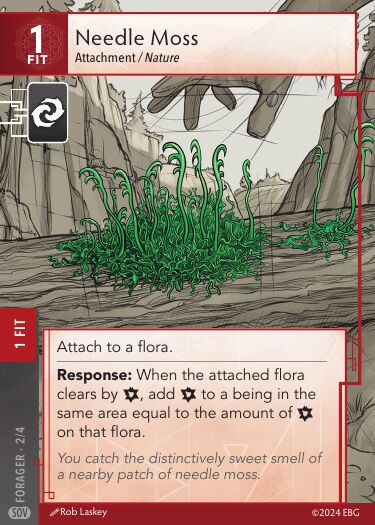 1
FIT
Needle Moss
Attachment / Nature
1 FIT
Attach to a flora.
Response: When the attached flora
clears by , add to a being in the
same area equal to the amount of
on that flora.
You catch the distinctively sweet smell of
a nearby patch of needle moss.
FORAGER - 2/4
SOV
Rob Laskey
©2024 EBG